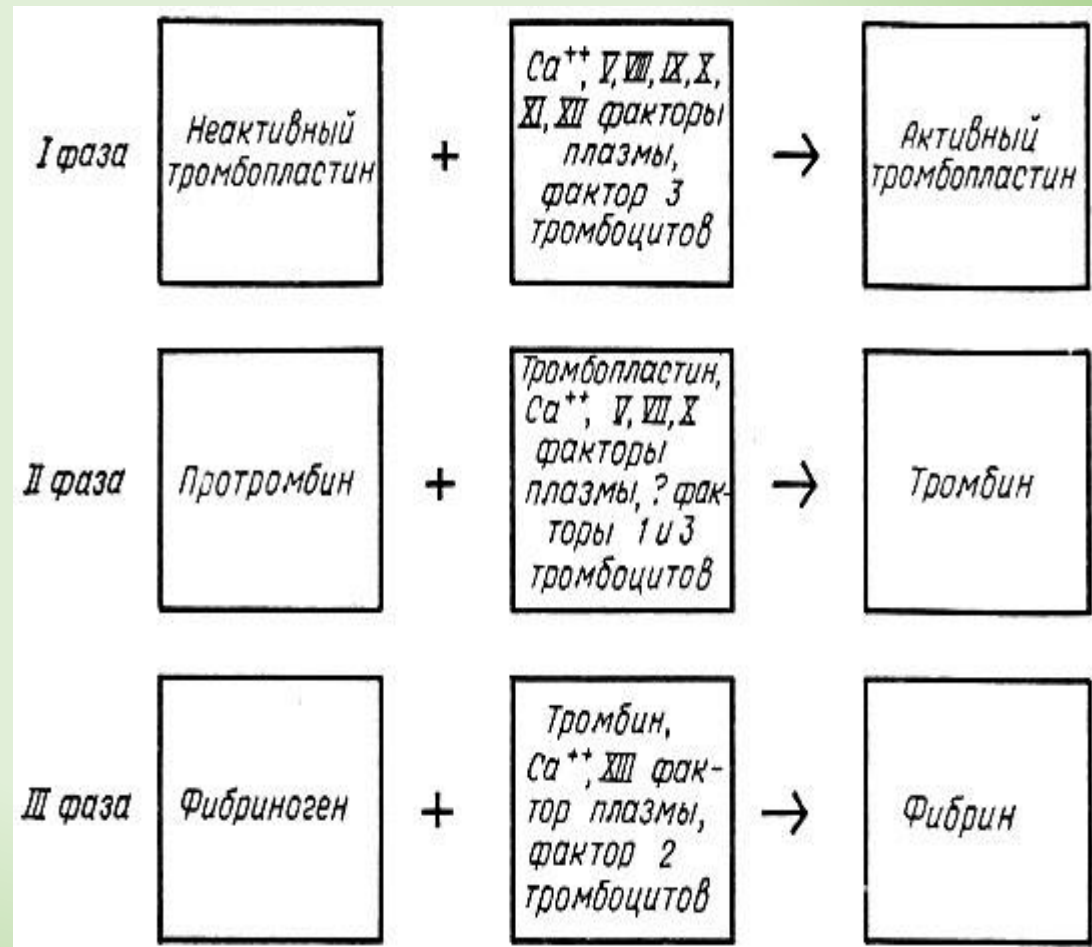 I фаза
Неактивный
тромбопластин
+
Ca⁺⁺, V, VIII, IX, X,
XI, XII факторы
плазмы,
фактор 3
тромбоцитов
→
Активный
тромбопластин
II фаза
Протромбин
+
Тромбопластин,
Ca⁺⁺, V, VII, X
факторы
плазмы, ? фак-
торы 1 и 3
тромбоцитов
→
Тромбин
III фаза
Фибриноген
+
Тромбин,
Ca⁺⁺, XIII фак-
тор плазмы,
фактор 2
тромбоцитов
→
Фибрин